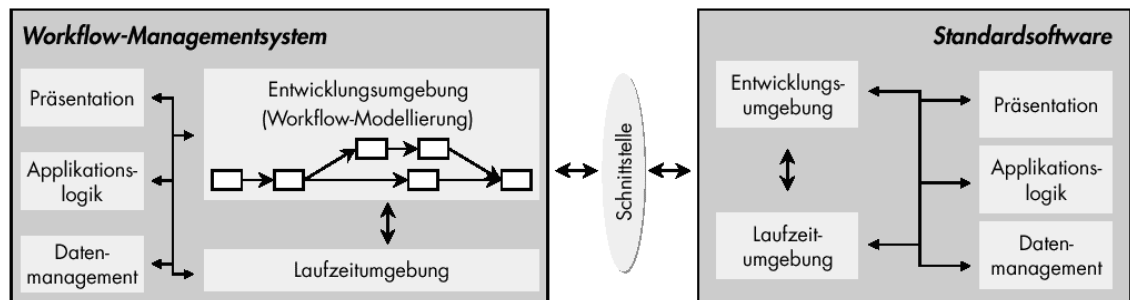 Workflow-Managementsystem
Präsentation
Applikations-
logik
Daten-
management
Entwicklungsumgebung
(Workflow-Modellierung)
Laufzeitumgebung
Schnittstelle
Standardsoftware
Entwicklungs-
umgebung
Laufzeit-
umgebung
Präsentation
Applikations-
logik
Daten-
management